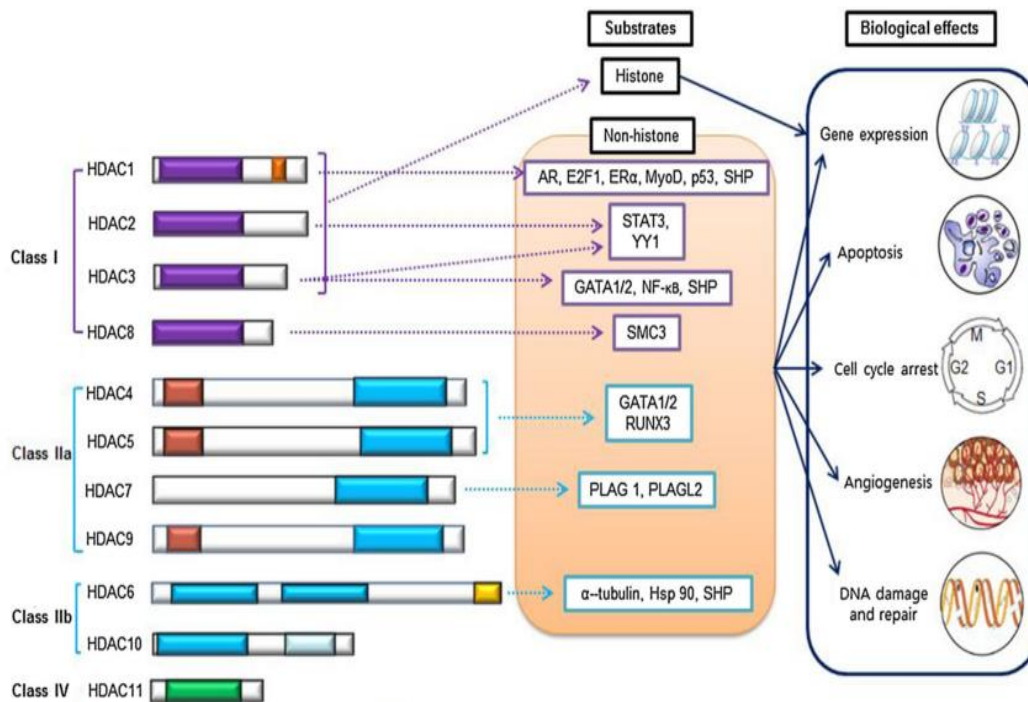 Substrates
Biological effects
Histone
Non-histone
Class I
HDAC1
HDAC2
HDAC3
HDAC8
AR, E2F1, ERα, MyoD, p53, SHP
STAT3,
YY1
GATA1/2, NF-κB, SHP
SMC3
Class IIa
HDAC4
HDAC5
HDAC7
HDAC9
GATA1/2
RUNX3
PLAG 1, PLAGL2
Class IIb
HDAC6
HDAC10
α--tubulin, Hsp 90, SHP
Class IV
HDAC11
Gene expression
Apoptosis
Cell cycle arrest
M
G2
G1
S
Angiogenesis
DNA damage
and repair